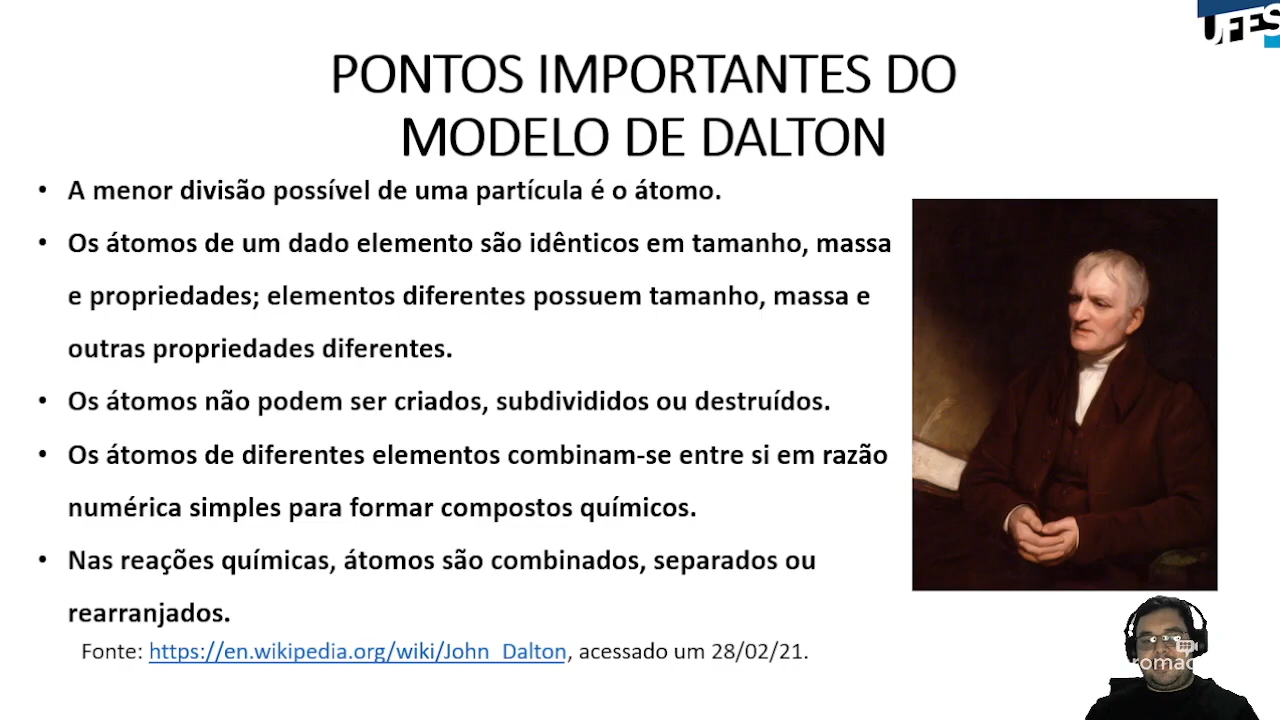 UFES
PONTOS IMPORTANTES DO
MODELO DE DALTON
• A menor divisão possível de uma partícula é o átomo.
• Os átomos de um dado elemento são idênticos em tamanho, massa
e propriedades; elementos diferentes possuem tamanho, massa e
outras propriedades diferentes.
• Os átomos não podem ser criados, subdivididos ou destruídos.
• Os átomos de diferentes elementos combinam-se entre si em razão
numérica simples para formar compostos químicos.
• Nas reações químicas, átomos são combinados, separados ou
rearranjados.
Fonte: https://en.wikipedia.org/wiki/John_Dalton, acessado um 28/02/21.